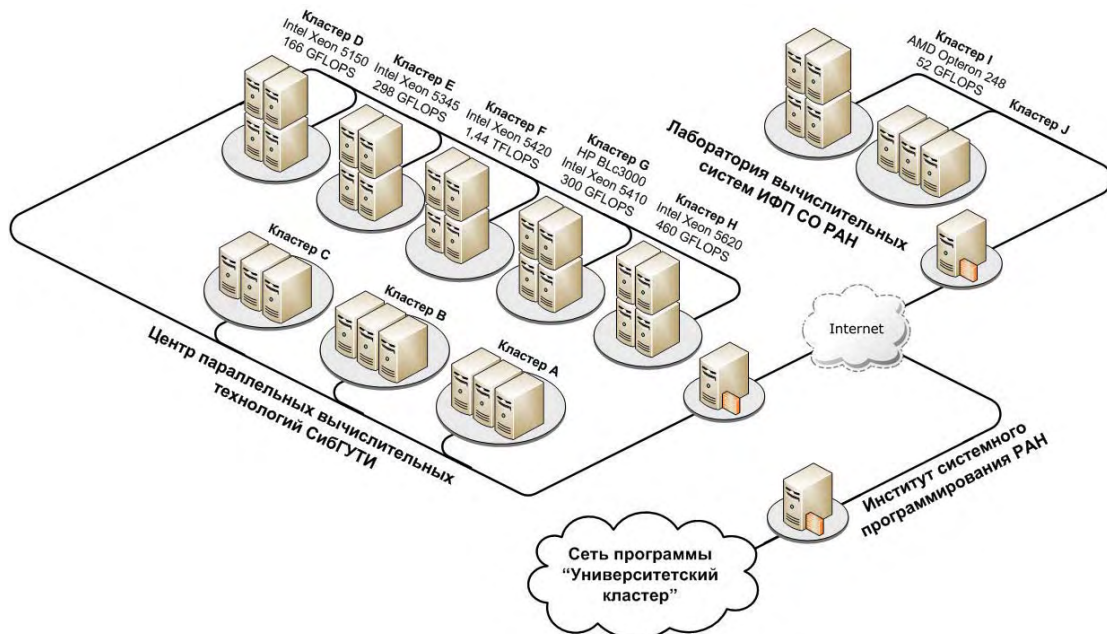 Кластер D
Intel Xeon 5150
166 GFLOPS
Кластер E
Intel Xeon 5345
298 GFLOPS
Кластер F
Intel Xeon 5420
1,44 TFLOPS
Кластер G
HP BLc3000
Intel Xeon 5410
300 GFLOPS
Кластер H
Intel Xeon 5620
460 GFLOPS
Кластер I
AMD Opteron 248
52 GFLOPS
Кластер J
Лаборатория вычислительных
систем ИФП СО РАН
Кластер C
Кластер B
Кластер A
Центр параллельных вычислительных
технологий СибГУТИ
Internet
Институт системного
программирования РАН
Сеть программы
“Университетский
кластер”